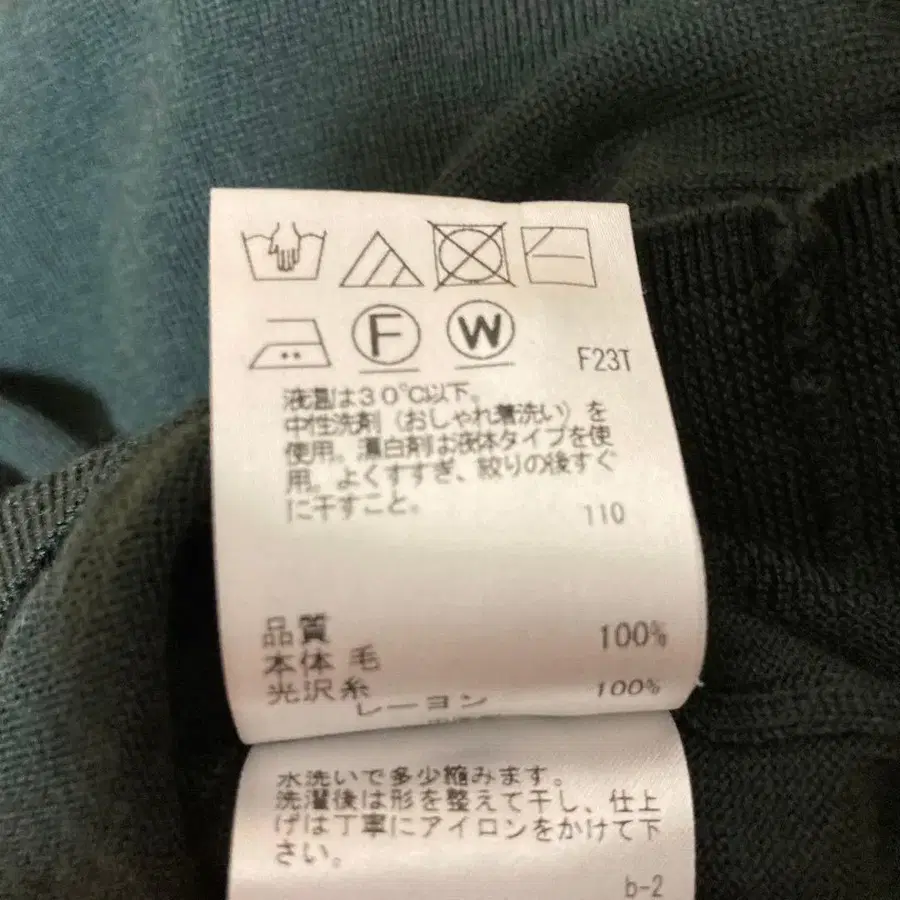 F W F23T
液温は30℃以下。
中性洗剤（おしゃれ着洗い）を
使用。漂白剤は液体タイプを使
用。よくすすぎ、絞りの後すぐ
に干すこと。
110
品質
本体 毛 100%
光沢糸
レーヨン 100%
水洗いで多少縮みます。
洗濯後は形を整えて干し、仕上
げは丁寧にアイロンをかけて下
さい。
b-2